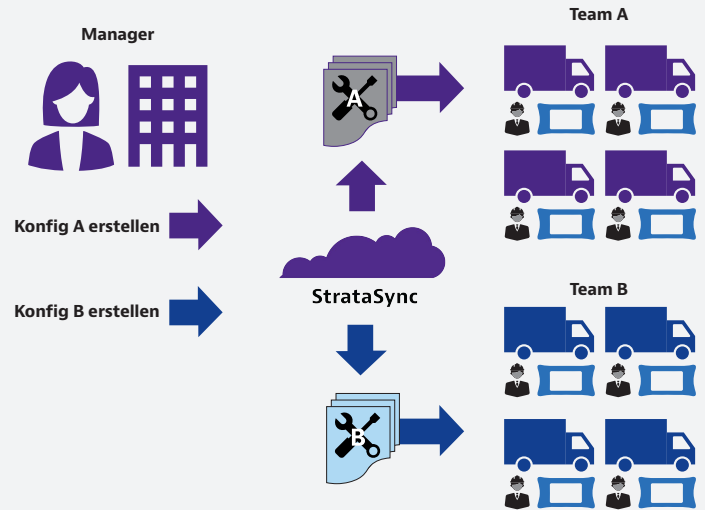 Manager
Konfig A erstellen
Konfig B erstellen
A
StrataSync
B
Team A
Team B